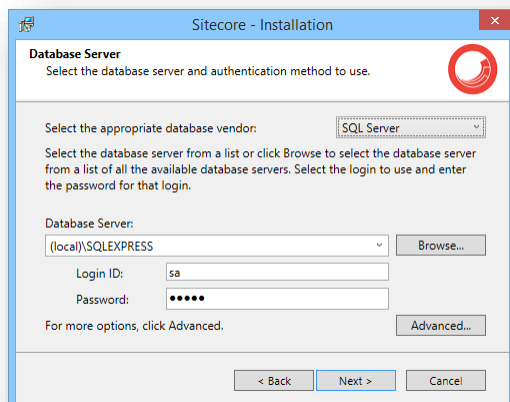 Sitecore - Installation
Database Server
Select the database server and authentication method to use.
Select the appropriate database vendor:
SQL Server
Select the database server from a list or click Browse to select the database server
from a list of all the available database servers. Select the login to use and enter
the password for that login.
Database Server:
(local)\SQLEXPRESS
Browse...
Login ID:
sa
Password:
●●●●●
For more options, click Advanced.
Advanced...
< Back
Next >
Cancel